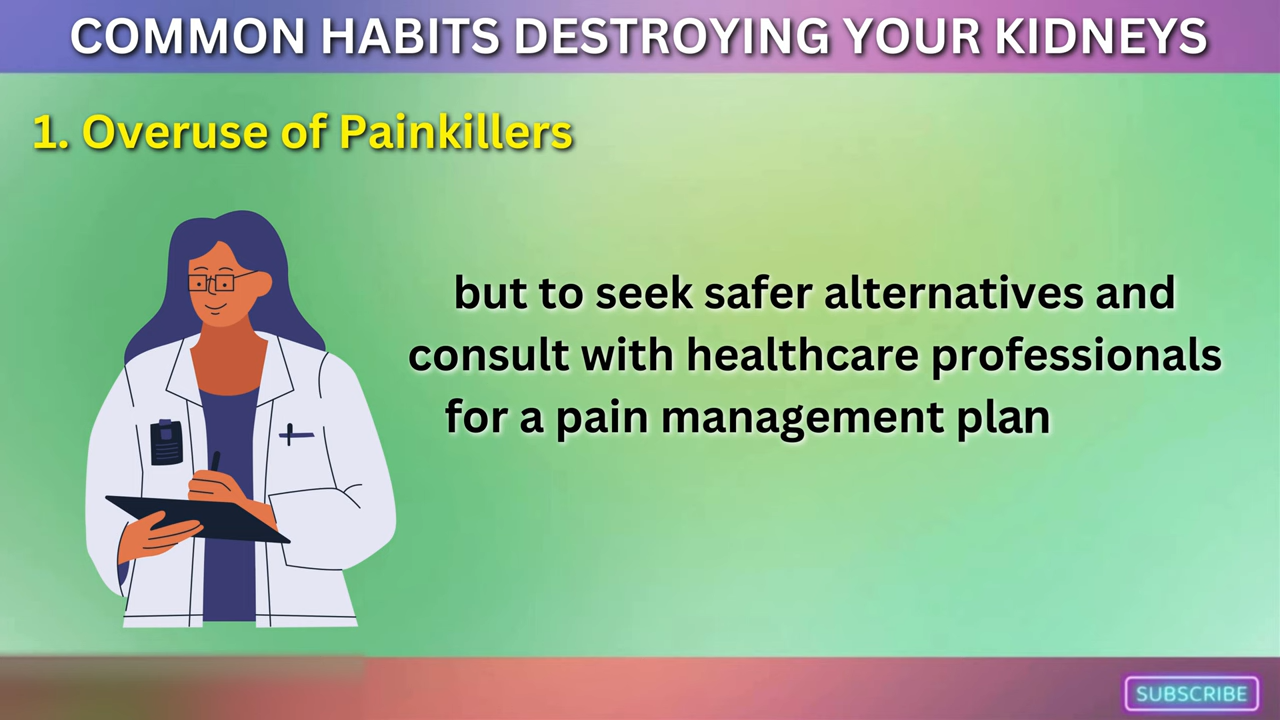 COMMON HABITS DESTROYING YOUR KIDNEYS
1. Overuse of Painkillers
but to seek safer alternatives and
consult with healthcare professionals
for a pain management plan
SUBSCRIBE